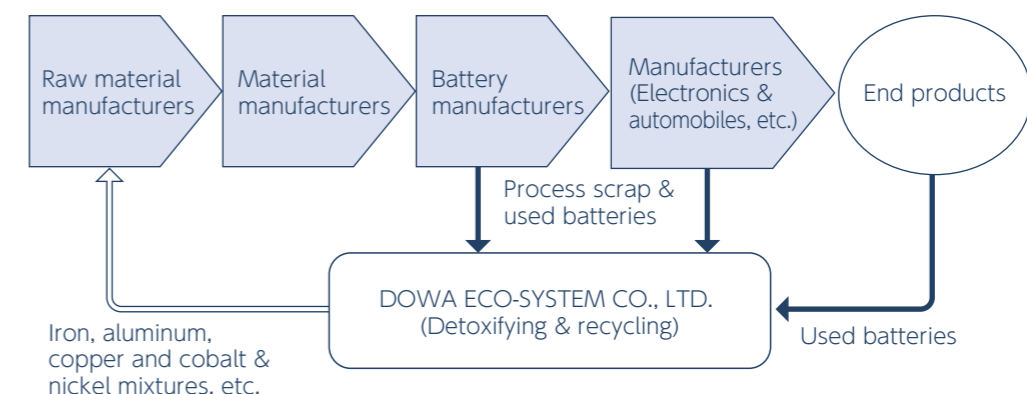 Raw material
manufacturers
Material
manufacturers
Battery
manufacturers
Manufacturers
(Electronics &
automobiles, etc.)
End products
Process scrap &
used batteries
DOWA ECO-SYSTEM CO., LTD.
(Detoxifying & recycling)
Used batteries
Iron, aluminum,
copper and cobalt &
nickel mixtures, etc.